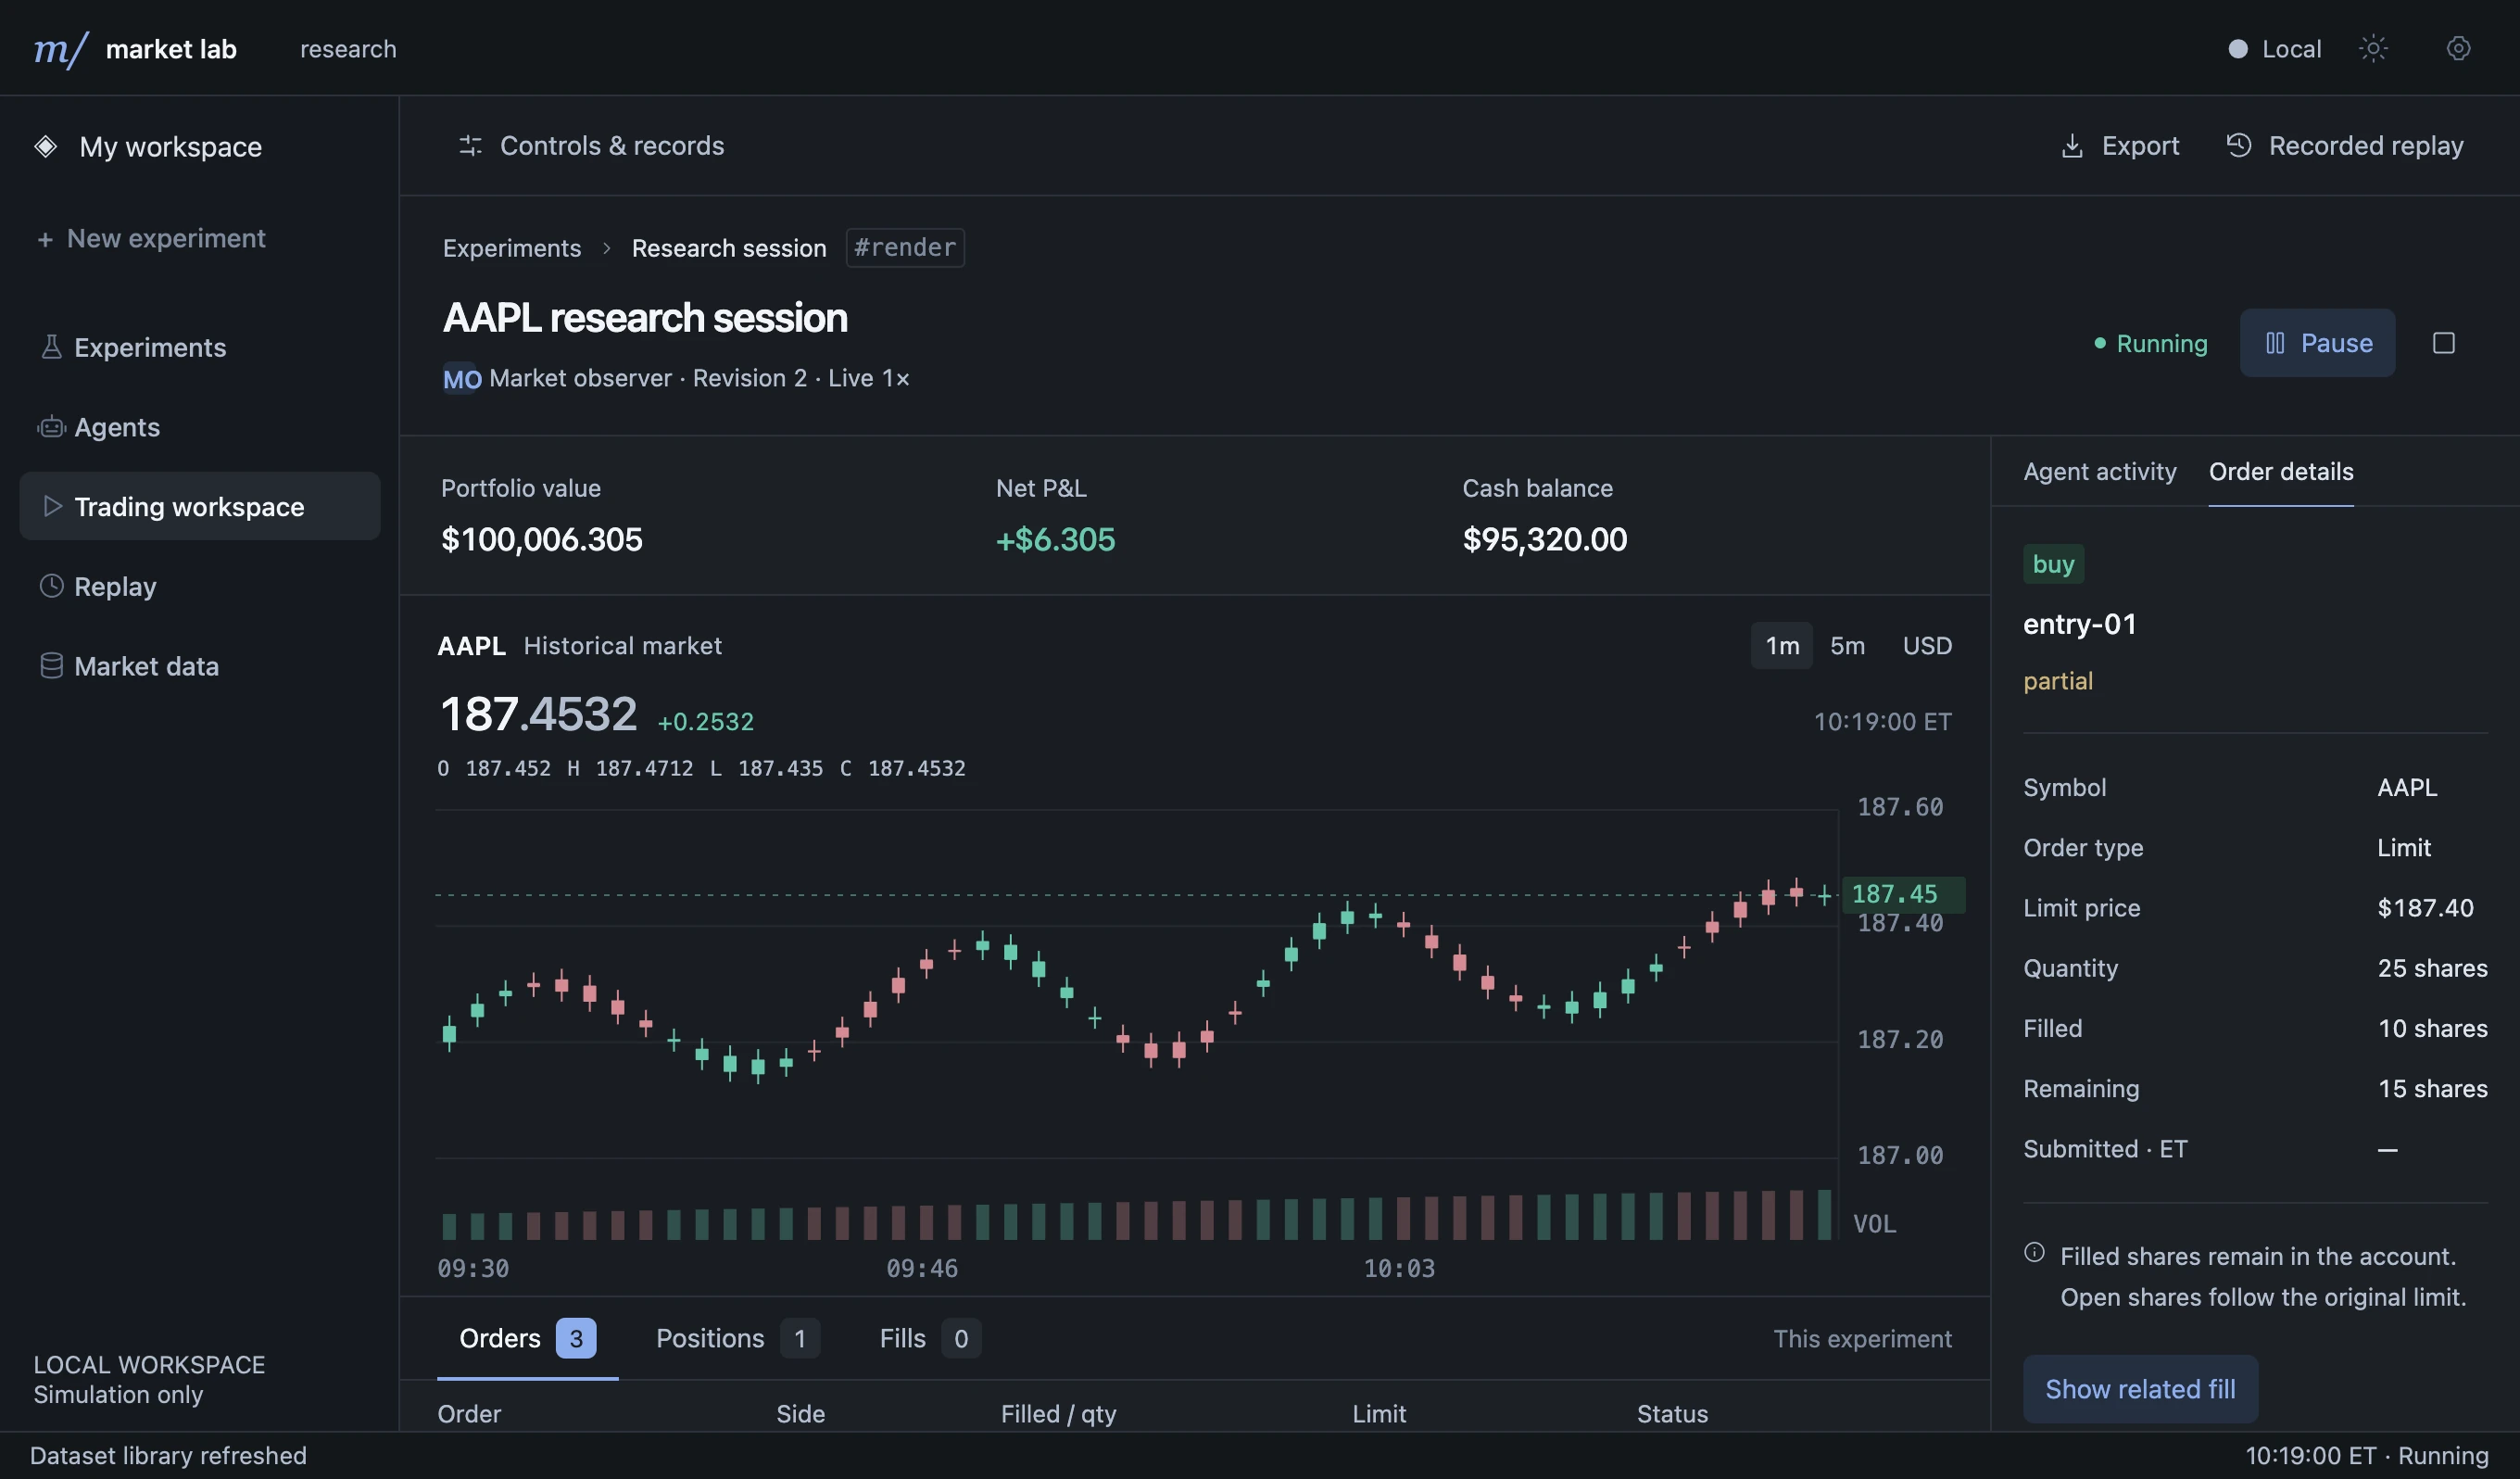 m/ market lab research Local
My workspace
+ New experiment
Experiments
Agents
Trading workspace
Replay
Market data
LOCAL WORKSPACE
Simulation only
Controls & records Export Recorded replay
Experiments > Research session #render
AAPL research session
MO Market observer · Revision 2 · Live 1×
Running Pause
Portfolio value Net P&L Cash balance
$100,006.305 +$6.305 $95,320.00
AAPL Historical market 1m 5m USD
187.4532 +0.2532 10:19:00 ET
O 187.452 H 187.4712 L 187.435 C 187.4532
187.60
187.45
187.40
187.20
187.00
VOL
09:30 09:46 10:03
Orders 3 Positions 1 Fills 0 This experiment
Order Side Filled / qty Limit Status
Agent activity Order details
buy
entry-01
partial
Symbol AAPL
Order type Limit
Limit price $187.40
Quantity 25 shares
Filled 10 shares
Remaining 15 shares
Submitted · ET —
Filled shares remain in the account.
Open shares follow the original limit.
Show related fill
Dataset library refreshed 10:19:00 ET · Running